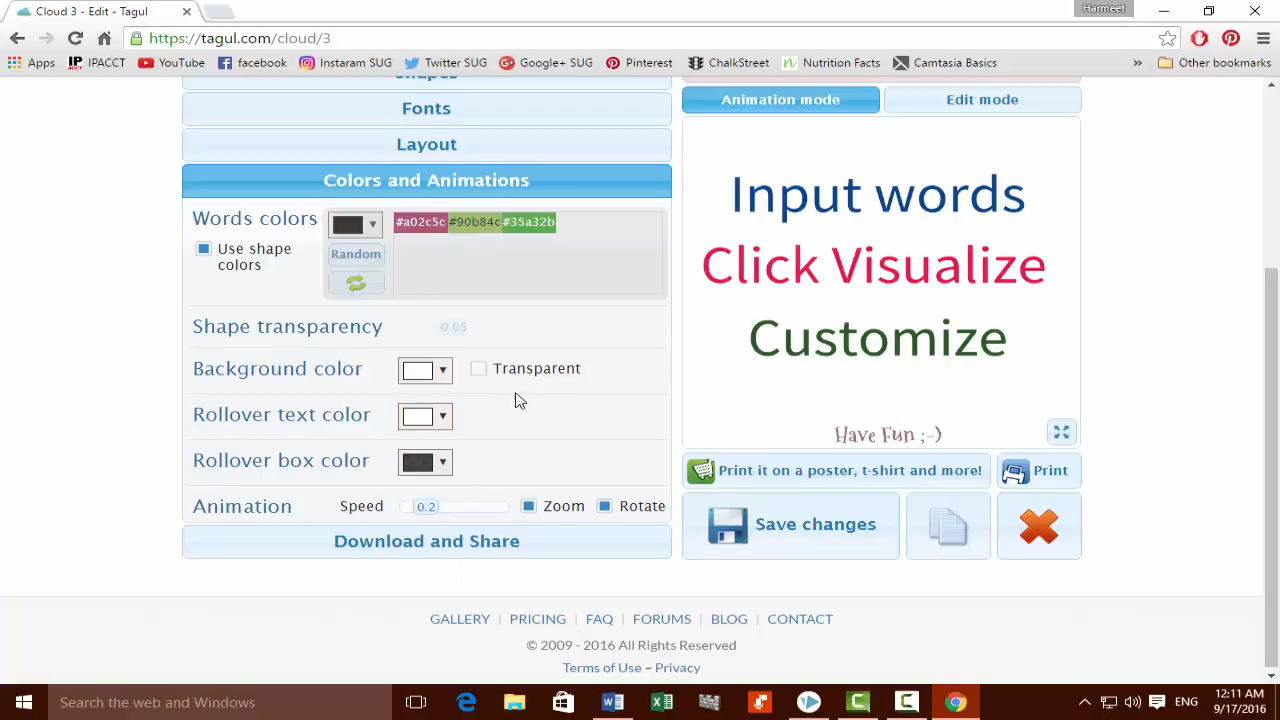 Cloud 3 - Edit - Tagul
Harmeet
https://tagul.com/cloud/3
Apps IPACCT YouTube facebook Instaram SUG Twitter SUG Google+ SUG Pinterest ChalkStreet Nutrition Facts Camtasia Basics » Other bookmarks
Shapes
Fonts
Layout
Colors and Animations
Words colors
#a02c5c #90b84c #35a32b
Use shape
colors
Random
Shape transparency 0.05
Background color Transparent
Rollover text color
Rollover box color
Animation Speed 0.2 Zoom Rotate
Download and Share
Animation mode Edit mode
Input words
Click Visualize
Customize
Have Fun ;-)
Print it on a poster, t-shirt and more! Print
Save changes
GALLERY PRICING FAQ FORUMS BLOG CONTACT
© 2009 - 2016 All Rights Reserved
Terms of Use – Privacy
Search the web and Windows
ENG
12:11 AM
9/17/2016